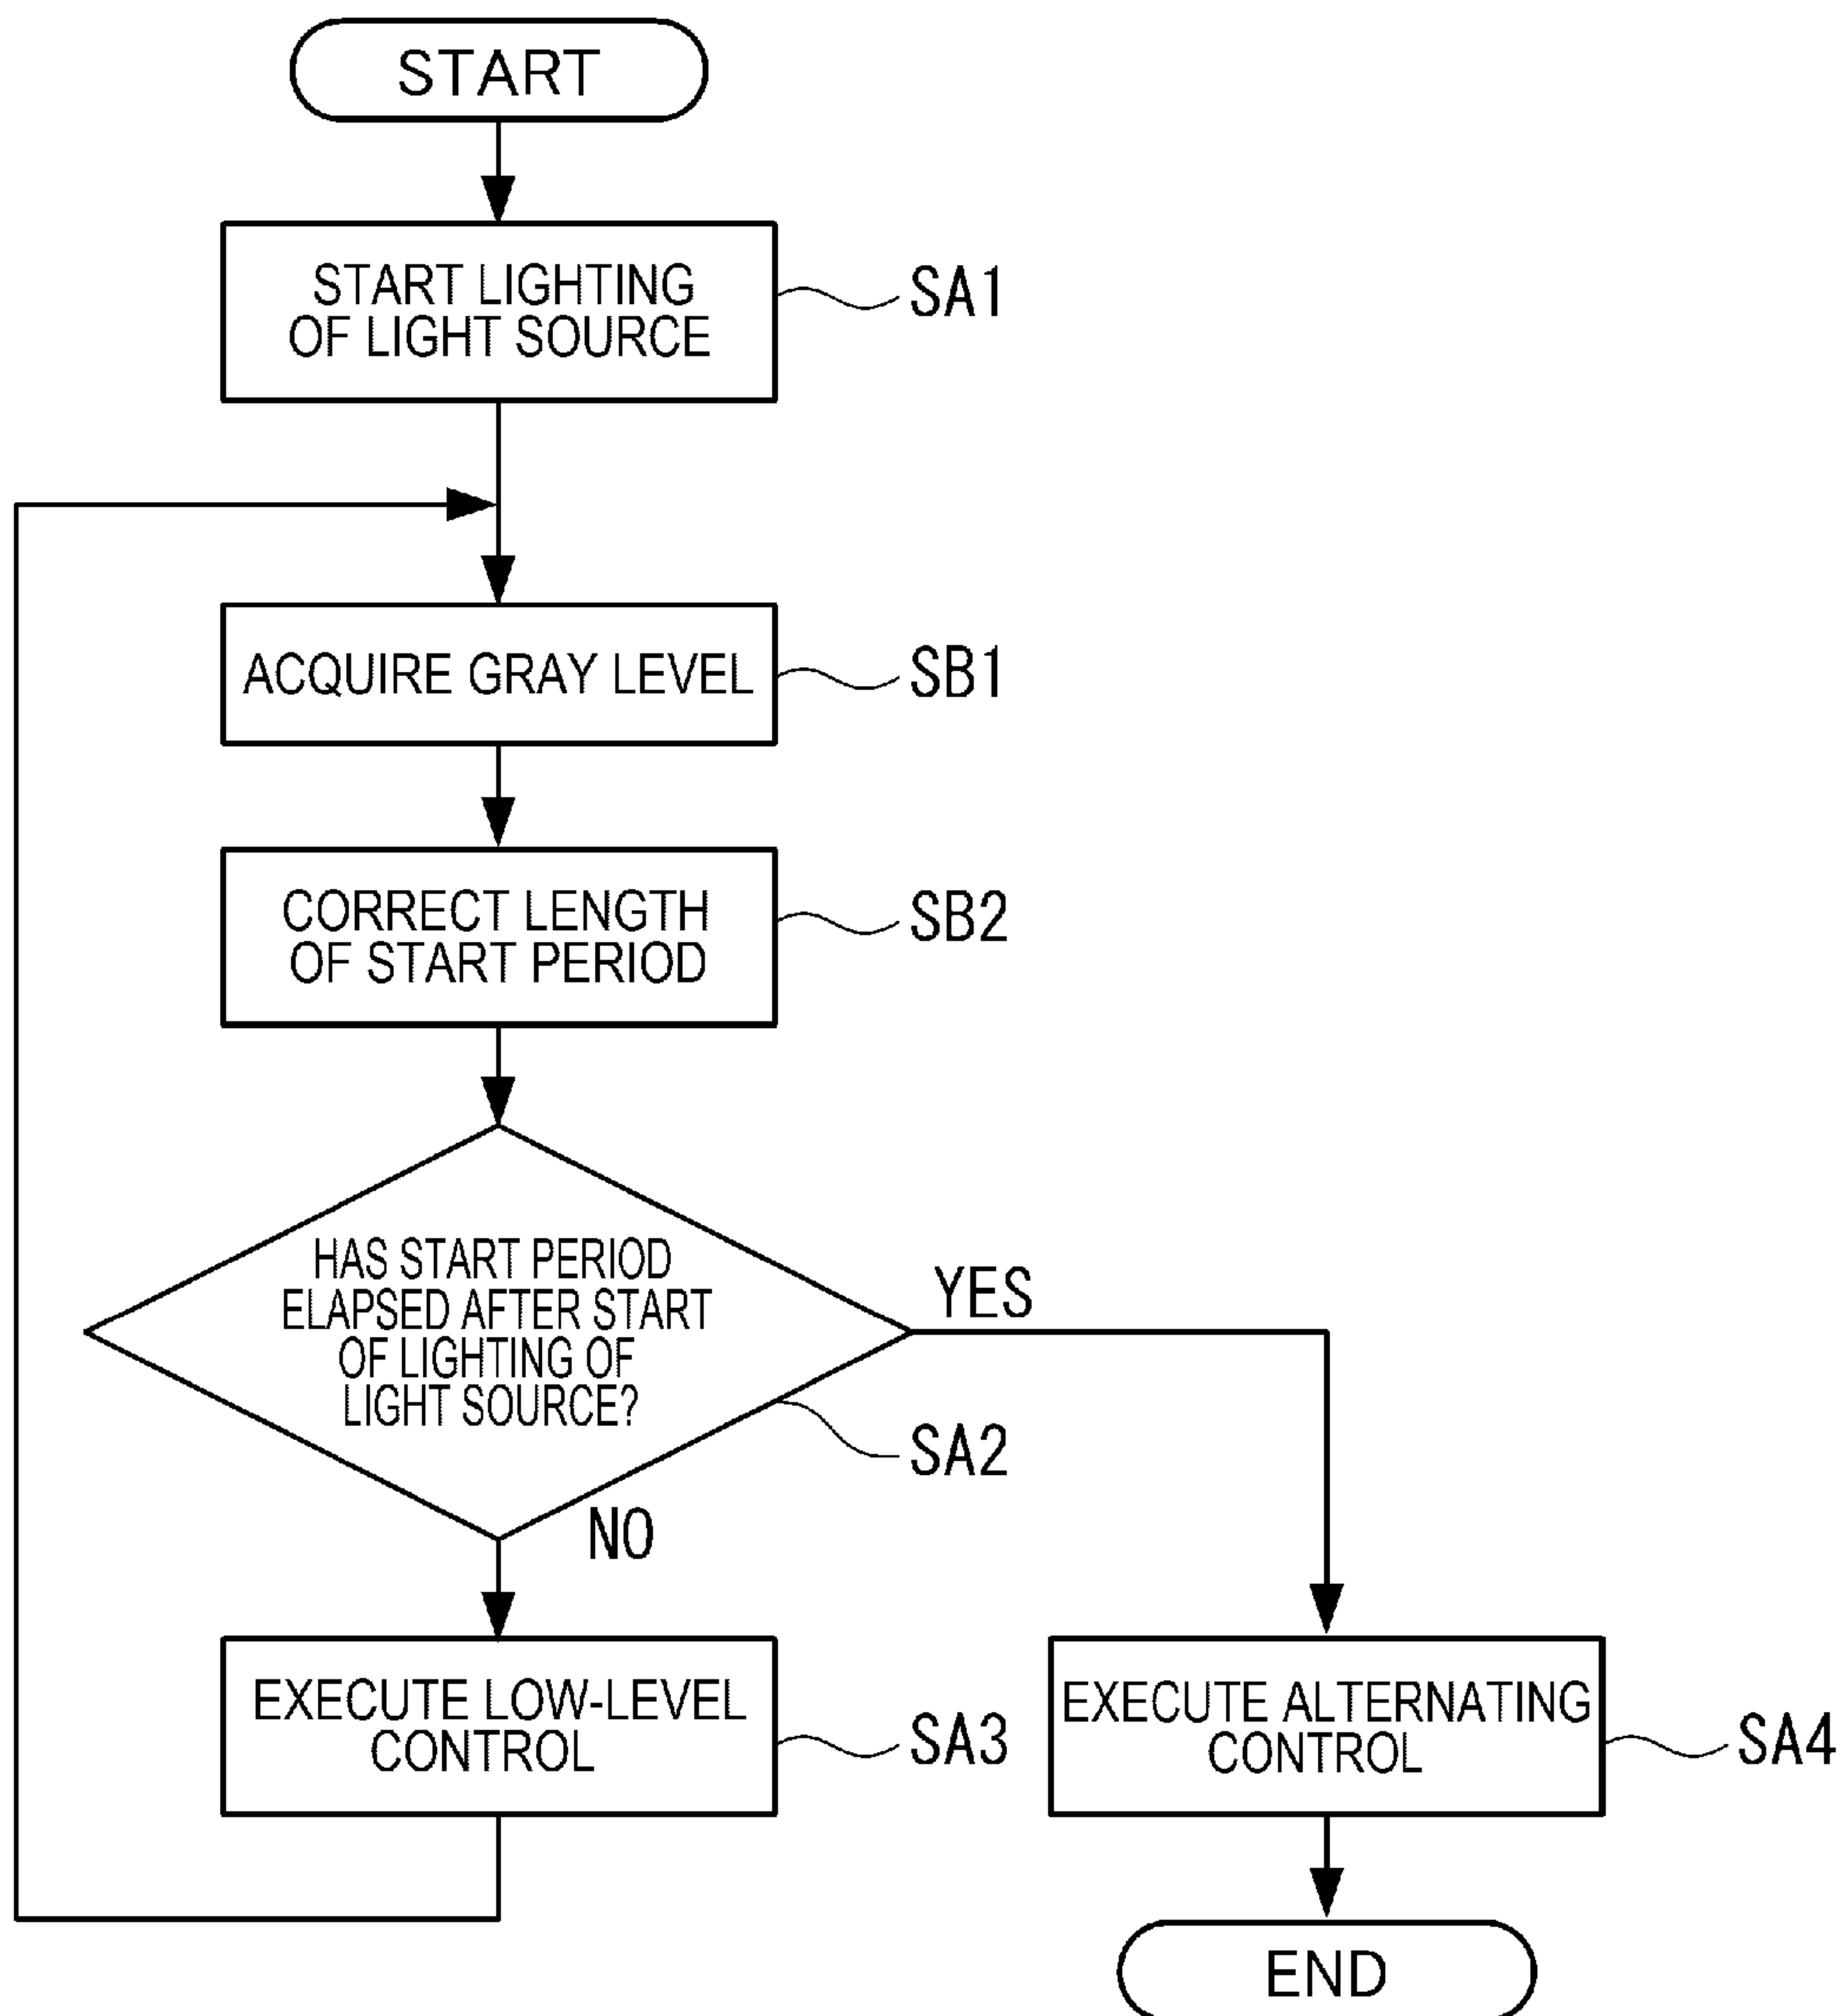 START
START LIGHTING
OF LIGHT SOURCE
SA1
ACQUIRE GRAY LEVEL
SB1
CORRECT LENGTH
OF START PERIOD
SB2
HAS START PERIOD
ELAPSED AFTER START
OF LIGHTING OF
LIGHT SOURCE?
YES
SA2
NO
EXECUTE LOW-LEVEL
CONTROL
SA3
EXECUTE ALTERNATING
CONTROL
SA4
END